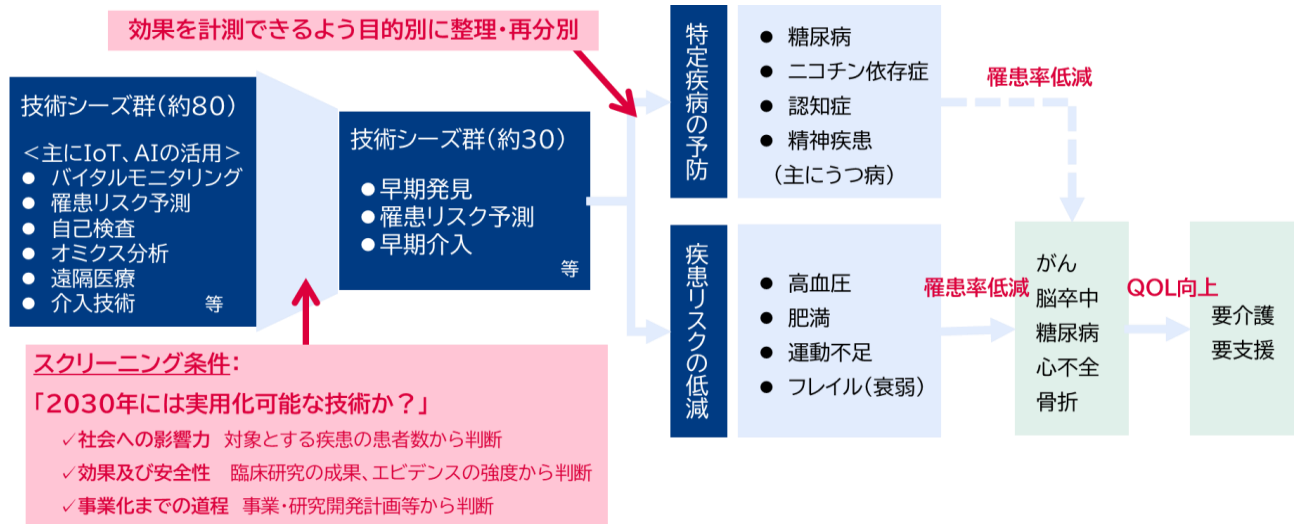 効果を計測できるよう目的別に整理・再分別
技術シーズ群(約80)
<主にIoT、AIの活用>
● バイタルモニタリング
● 罹患リスク予測
● 自己検査
● オミクス分析
● 遠隔医療
● 介入技術 等
技術シーズ群(約30)
●早期発見
●罹患リスク予測
●早期介入
等
スクリーニング条件:
「2030年には実用化可能な技術か?」
✓社会への影響力 対象とする疾患の患者数から判断
✓効果及び安全性 臨床研究の成果、エビデンスの強度から判断
✓事業化までの道程 事業・研究開発計画等から判断
特定疾病の予防
● 糖尿病
● ニコチン依存症
● 認知症
● 精神疾患
(主にうつ病)
罹患率低減
疾患リスクの低減
● 高血圧
● 肥満
● 運動不足
● フレイル(衰弱)
罹患率低減
がん
脳卒中
糖尿病
心不全
骨折
QOL向上
要介護
要支援